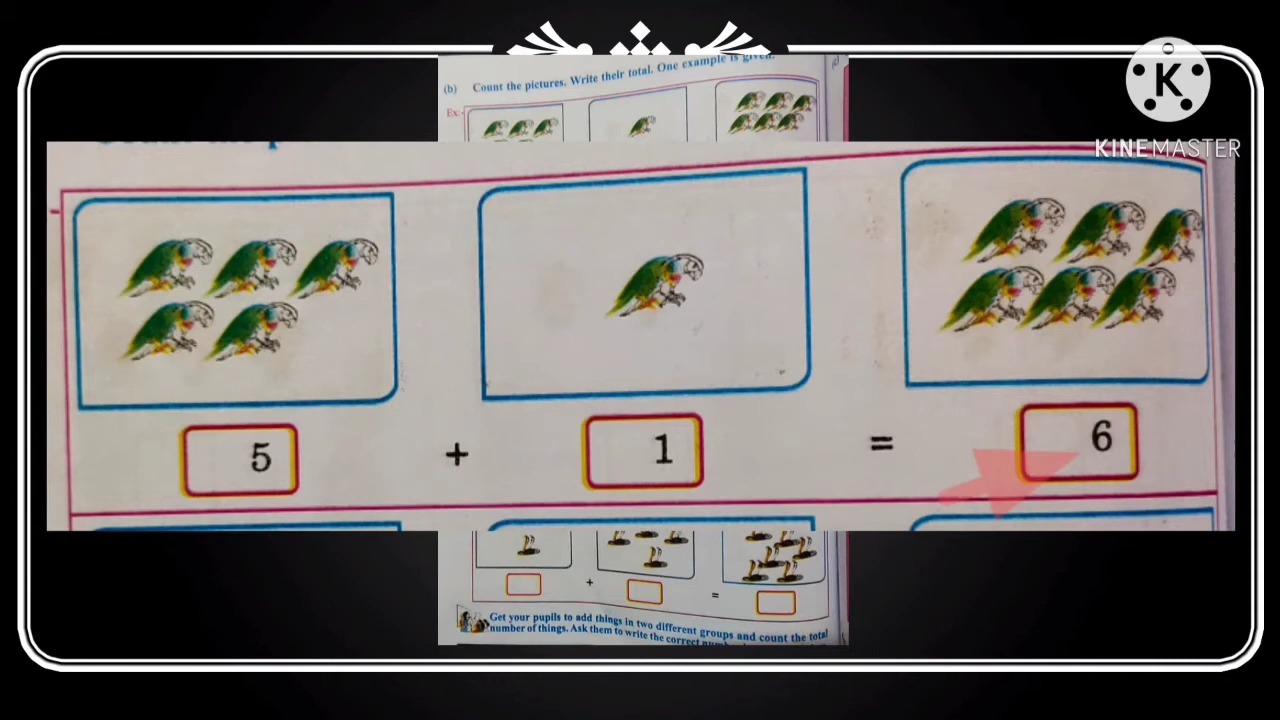 (b) Count the pictures. Write their total. One example is given.
Ex:-
K
KINEMASTER
5 + 1 = 6
+ =
Get your pupils to add things in two different groups and count the total
number of things. Ask them to write the correct